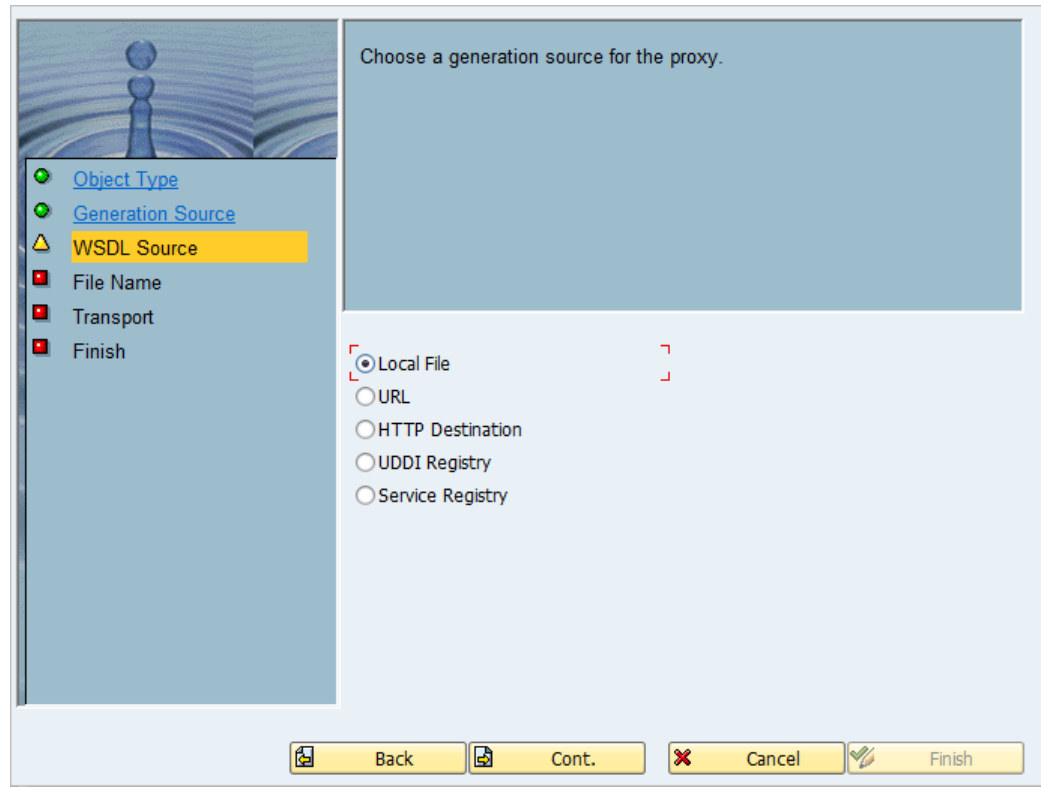 Choose a generation source for the proxy.
Object Type
Generation Source
WSDL Source
File Name
Transport
Finish
Local File
URL
HTTP Destination
UDDI Registry
Service Registry
Back
Cont.
Cancel
Finish